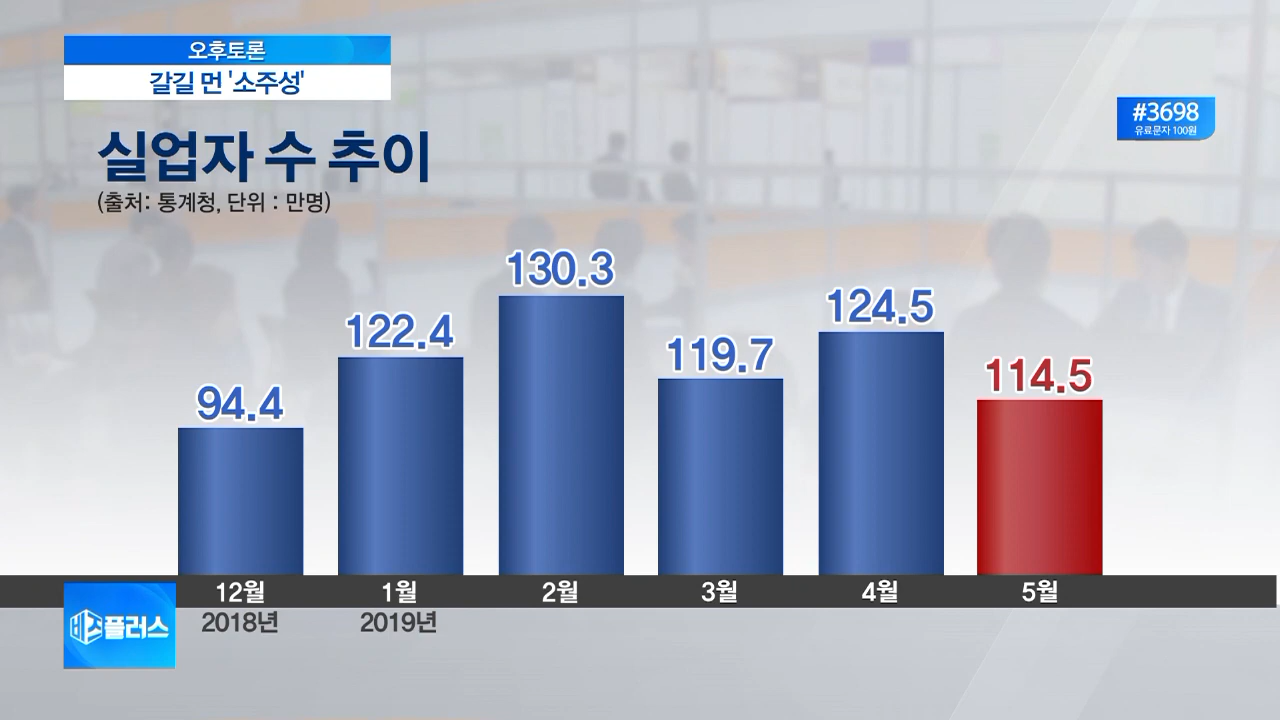 오후토론
갈길 먼 '소주성'
#3698
유료문자 100원
실업자 수 추이
(출처: 통계청, 단위 : 만명)
94.4
122.4
130.3
119.7
124.5
114.5
12월
1월
2월
3월
4월
5월
2018년
2019년
비즈플러스